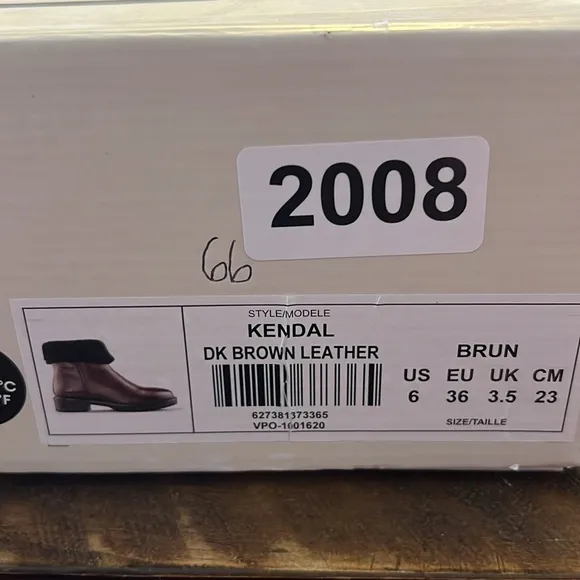 2008
66
STYLE/MODELE
KENDAL
DK BROWN LEATHER
627381373365
VPO-1601620
BRUN
US EU UK CM
6 36 3.5 23
SIZE/TAILLE
°C
°F